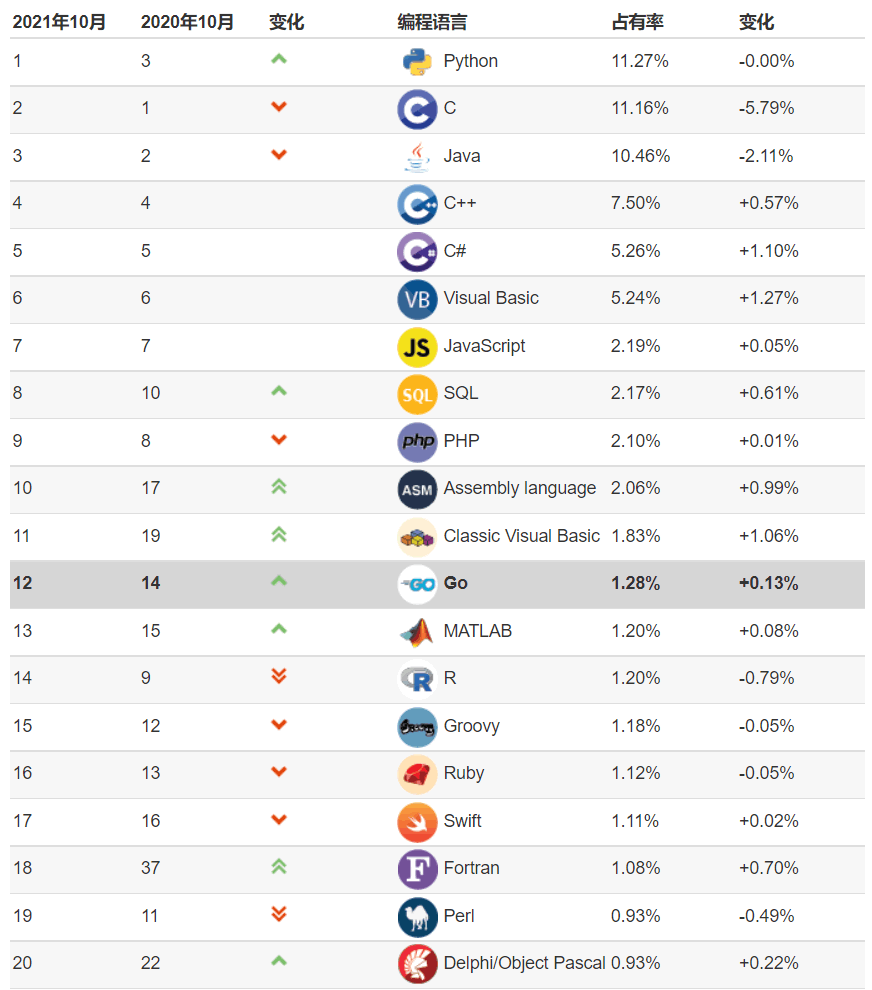 2021年10月 2020年10月 变化 编程语言 占有率 变化
1 3 Python 11.27% -0.00%
2 1 C C 11.16% -5.79%
3 2 Java 10.46% -2.11%
4 4 C++ C++ 7.50% +0.57%
5 5 C# C# 5.26% +1.10%
6 6 VB Visual Basic 5.24% +1.27%
7 7 JS JavaScript 2.19% +0.05%
8 10 SQL SQL 2.17% +0.61%
9 8 php PHP 2.10% +0.01%
10 17 ASM Assembly language 2.06% +0.99%
11 19 Classic Visual Basic 1.83% +1.06%
12 14 GO Go 1.28% +0.13%
13 15 MATLAB 1.20% +0.08%
14 9 R R 1.20% -0.79%
15 12 Groovy 1.18% -0.05%
16 13 Ruby 1.12% -0.05%
17 16 Swift 1.11% +0.02%
18 37 F Fortran 1.08% +0.70%
19 11 Perl 0.93% -0.49%
20 22 Delphi/Object Pascal 0.93% +0.22%